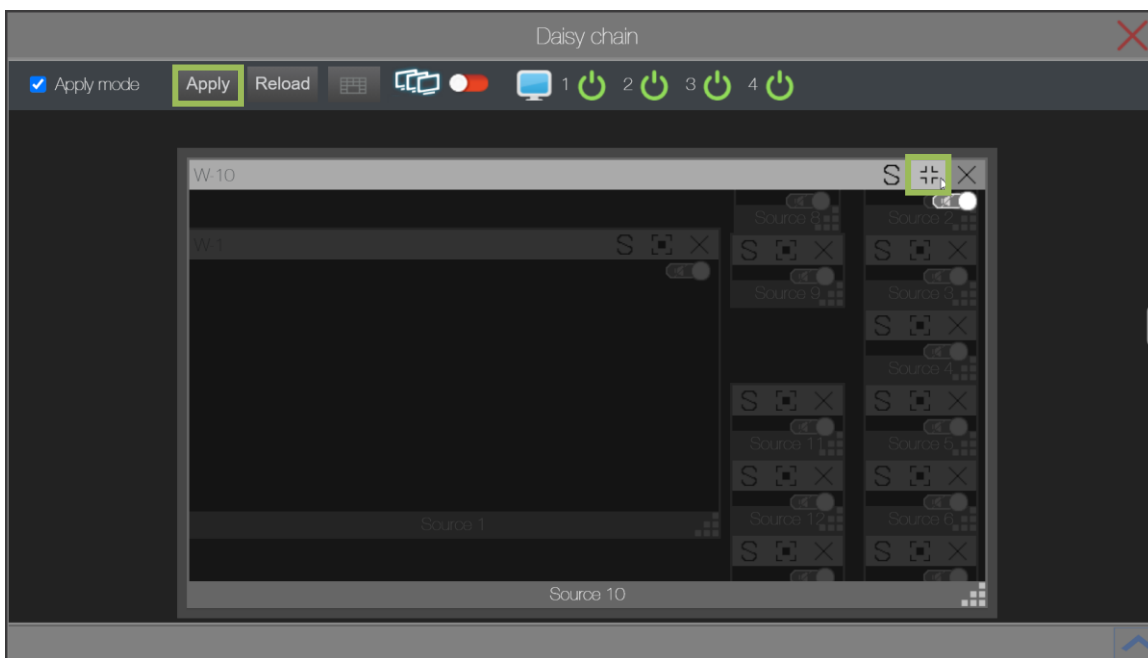 Daisy chain
Apply mode Apply Reload 1 2 3 4
W-10 S
Source 8 Source 2
W-1 S S S
Source 9 Source 3
S
Source 4
S S
Source 11 Source 5
S S
Source 1 Source 12 Source 6
S S
Source 10